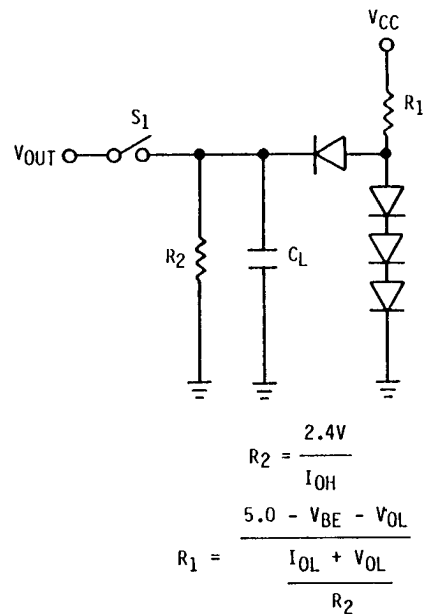 VCC
R1
S1
VOUT
R2
CL
R2 = 2.4V / IOH
R1 = 5.0 - VBE - VOL / IOL + VOL / R2